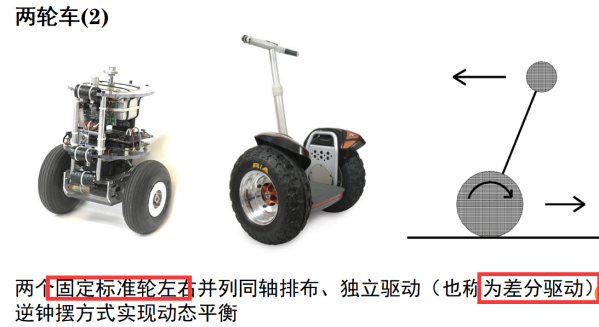 两轮车(2)
两个固定标准轮左右并列同轴排布、独立驱动（也称为差分驱动）
逆钟摆方式实现动态平衡